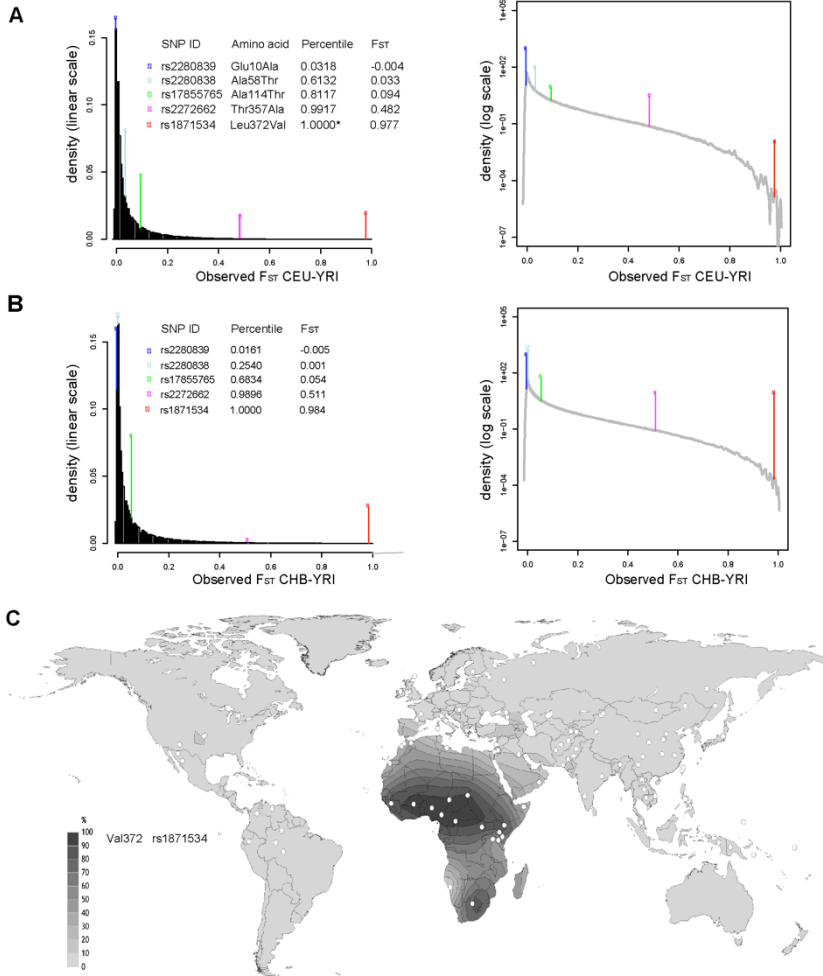 A
density (linear scale)
0.15
0.10
0.05
0.00
SNP ID Amino acid Percentile FST
rs2280839 Glu10Ala 0.0318 -0.004
rs2280838 Ala58Thr 0.6132 0.033
rs17855765 Ala114Thr 0.8117 0.094
rs2272662 Thr357Ala 0.9917 0.482
rs1871534 Leu372Val 1.0000* 0.977
0.0 0.2 0.4 0.6 0.8 1.0
Observed FST CEU-YRI
density (log scale)
1e+05
1e+02
1e-01
1e-04
1e-07
0.0 0.2 0.4 0.6 0.8 1.0
Observed FST CEU-YRI
B
density (linear scale)
0.15
0.10
0.05
0.00
SNP ID Percentile FST
rs2280839 0.0161 -0.005
rs2280838 0.2540 0.001
rs17855765 0.6834 0.054
rs2272662 0.9896 0.511
rs1871534 1.0000 0.984
0.0 0.2 0.4 0.6 0.8 1.0
Observed FST CHB-YRI
density (log scale)
1e+05
1e+02
1e-01
1e-04
1e-07
0.0 0.2 0.4 0.6 0.8 1.0
Observed FST CHB-YRI
C
%
100
90
80
70
60
50
40
30
20
10
0
Val372 rs1871534